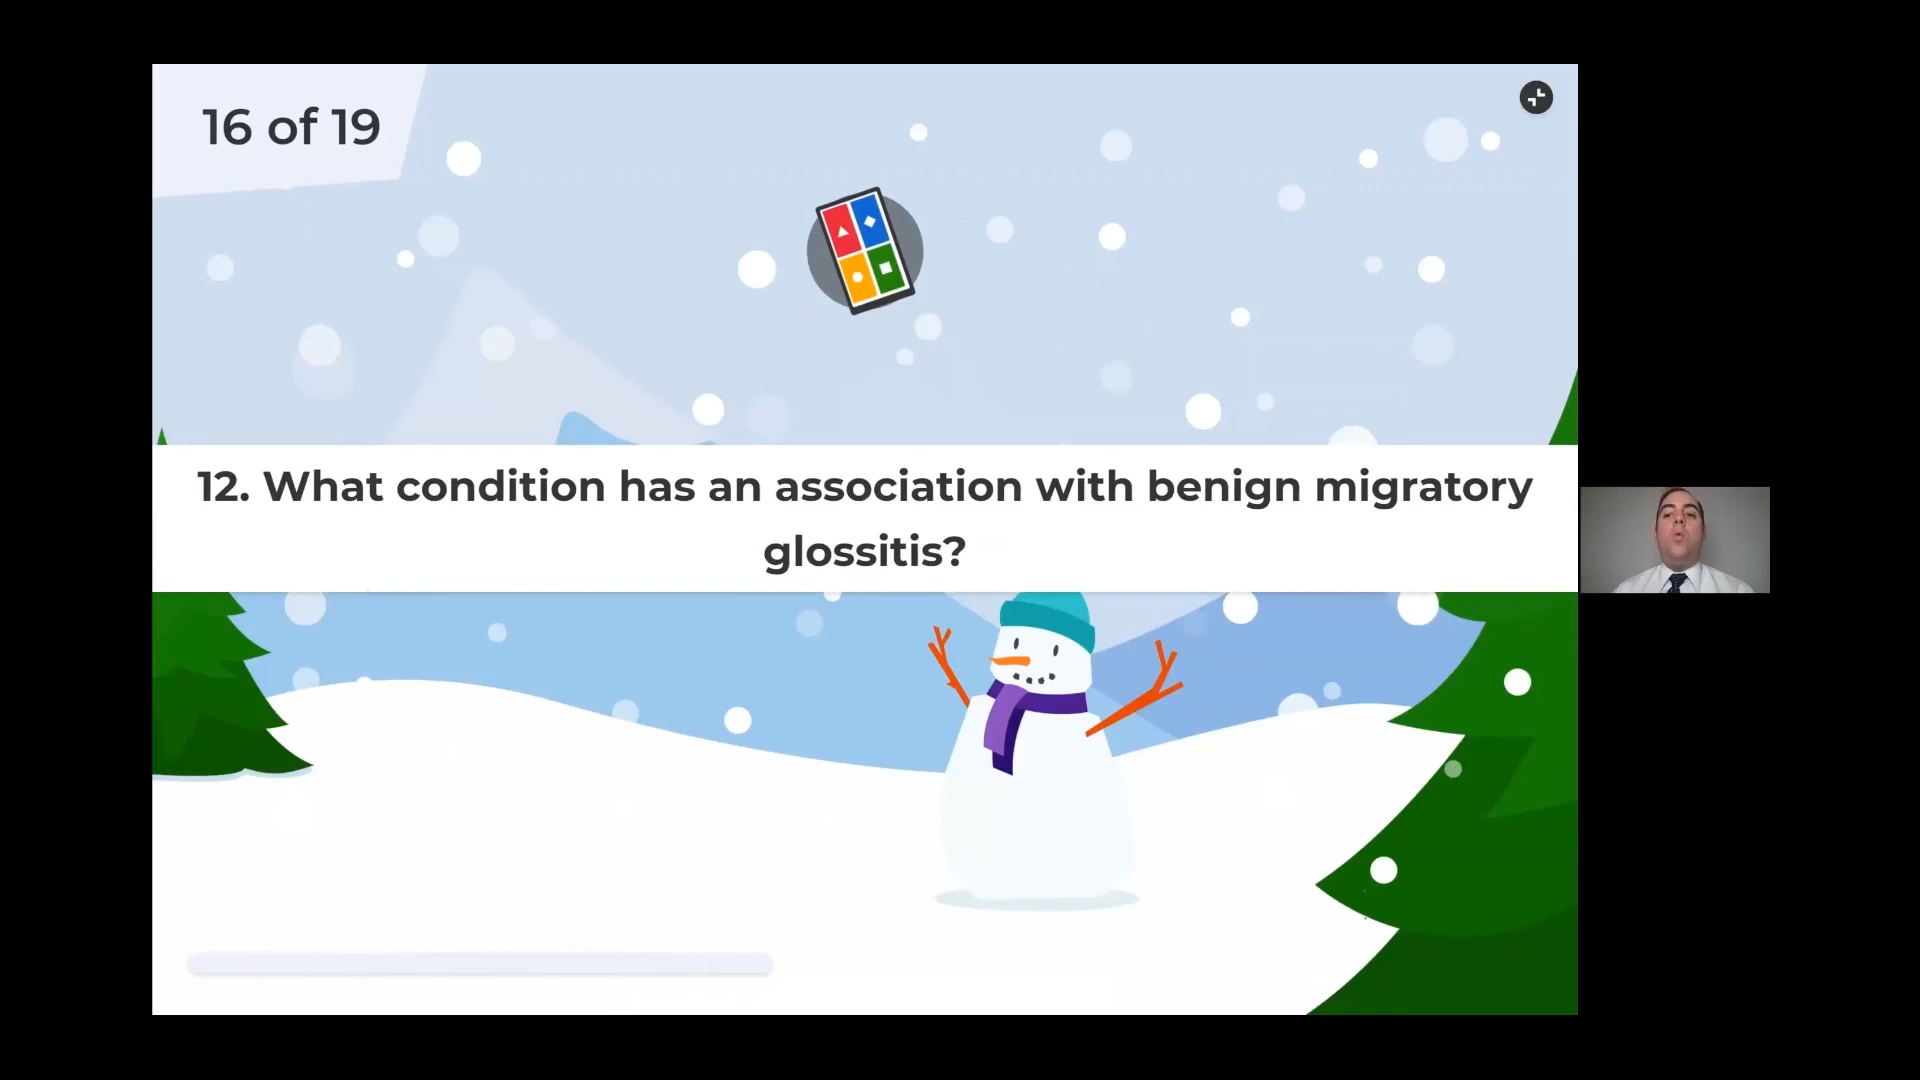 16 of 19
12. What condition has an association with benign migratory
glossitis?